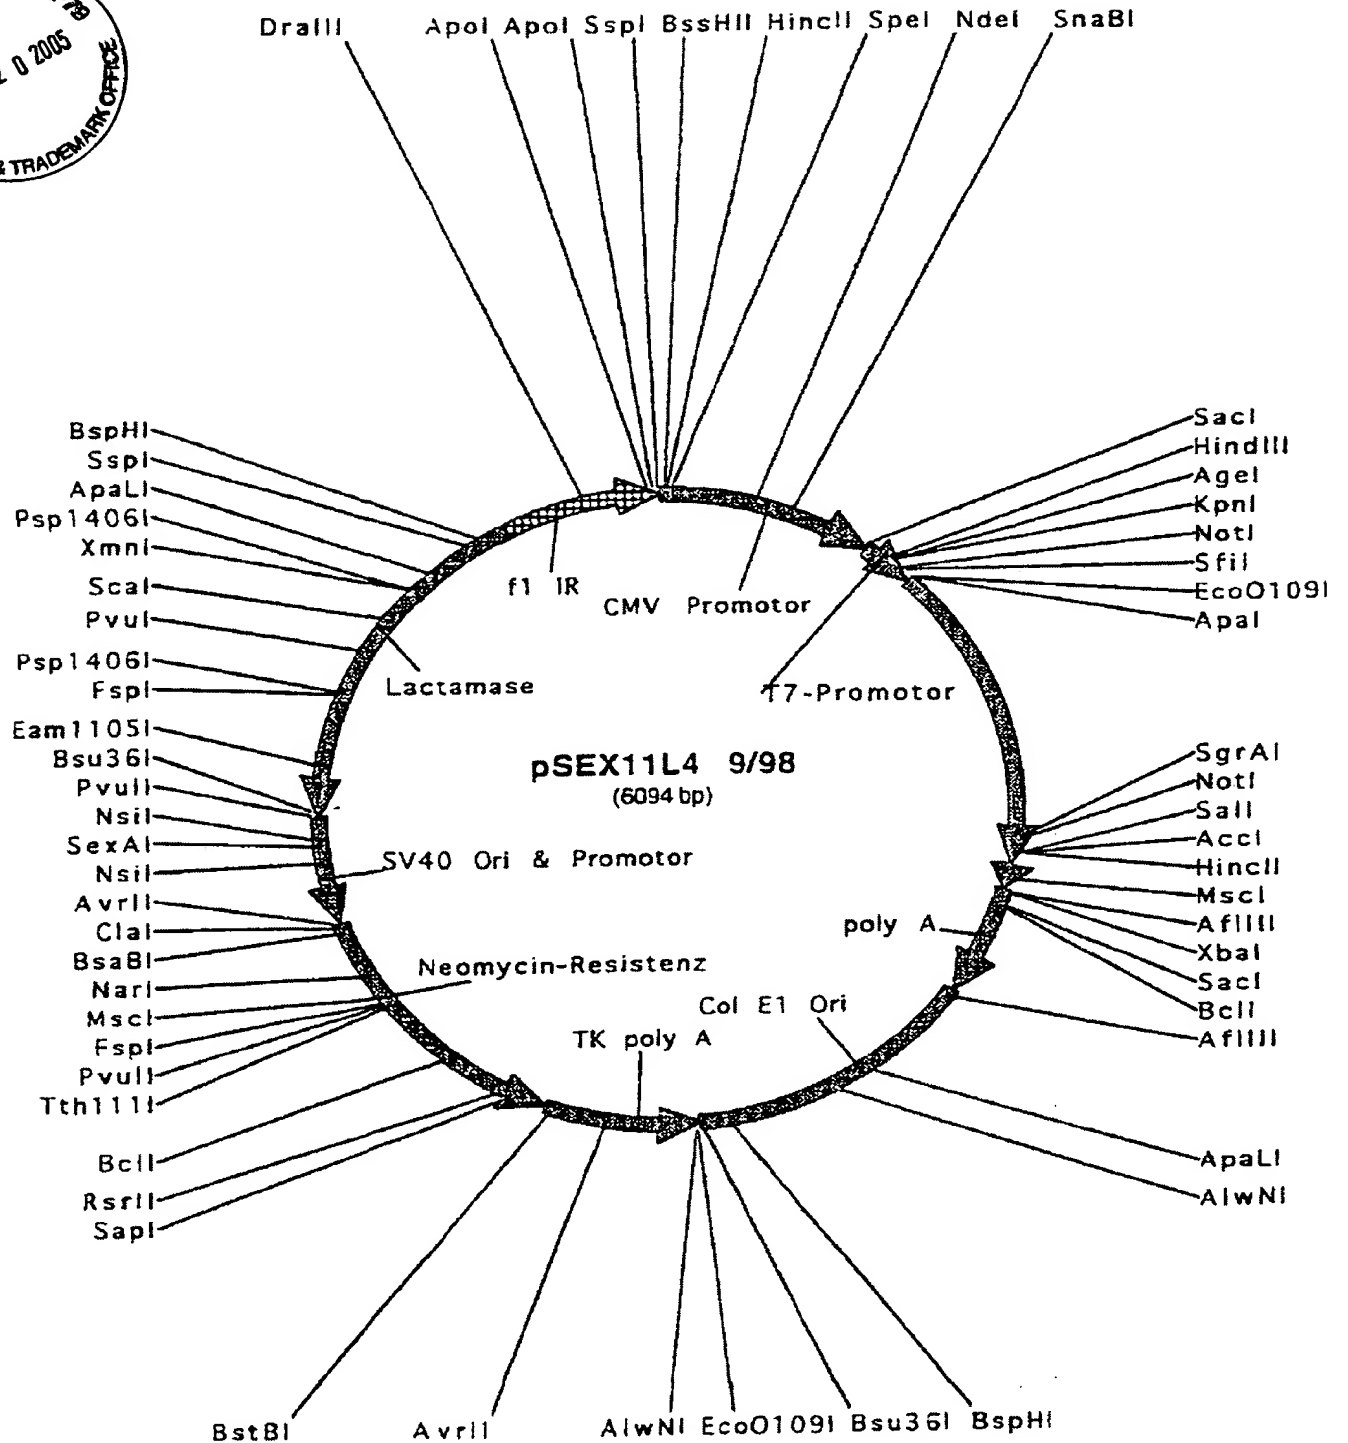 0 2005
& TRADEMARK OFFICE
DraIII ApoI ApoI SspI BssHII HincII SpeI NdeI SnaBI
BspHI
SspI
ApaLI
Psp1406I
XmnI
ScaI
PvuI
Psp1406I
FspI
Eam1105I
Bsu36I
PvuII
NsiI
SexAI
NsiI
AvrII
ClaI
BsaBI
NarI
MscI
FspI
PvuII
Tth111I
BclI
RsrII
SapI
f1 IR
CMV Promotor
Lactamase
T7-Promotor
pSEX11L4 9/98
(6094 bp)
SV40 Ori & Promotor
poly A
Neomycin-Resistenz
Col E1 Ori
TK poly A
SacI
HindIII
AgeI
KpnI
NotI
SfiI
EcoO109I
ApaI
SgrAI
NotI
SalI
AccI
HincII
MscI
AflIII
XbaI
SacI
BclI
AflIII
ApaLI
AlwNI
BstBI AvrII AlwNI EcoO109I Bsu36I BspHI